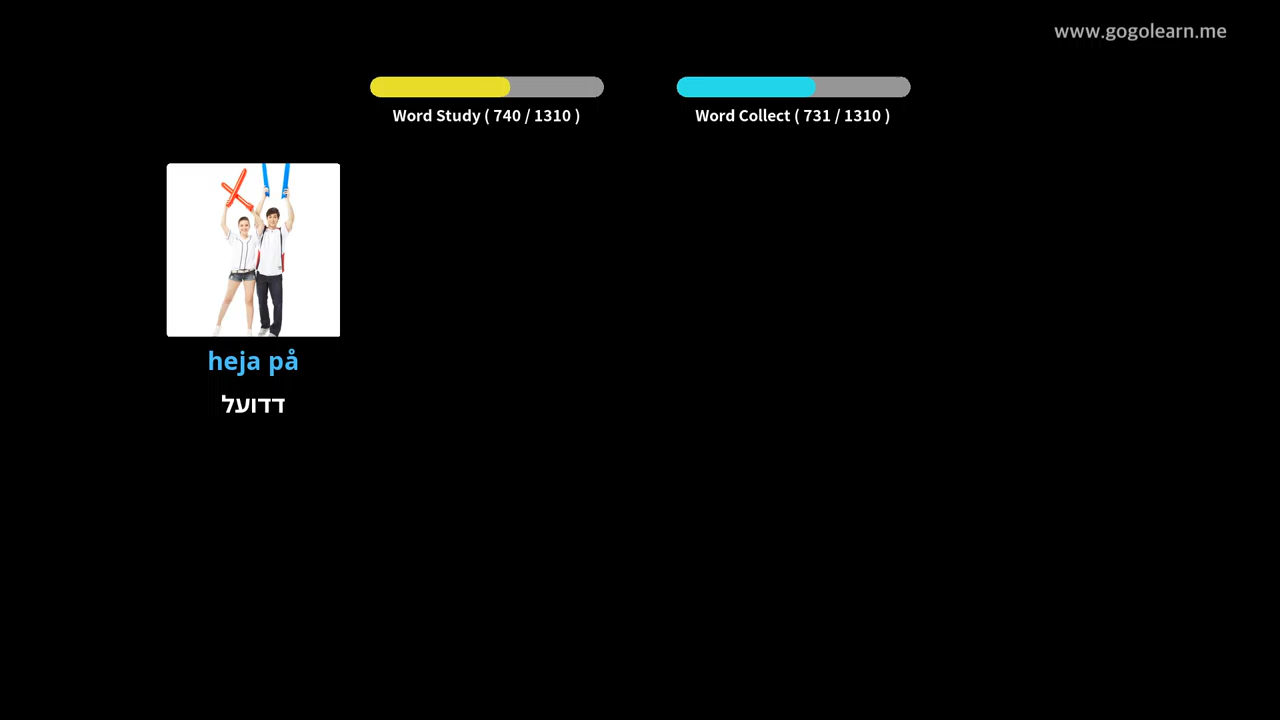 www.gogolearn.me
Word Study ( 740 / 1310 )
Word Collect ( 731 / 1310 )
heja på
דדועל